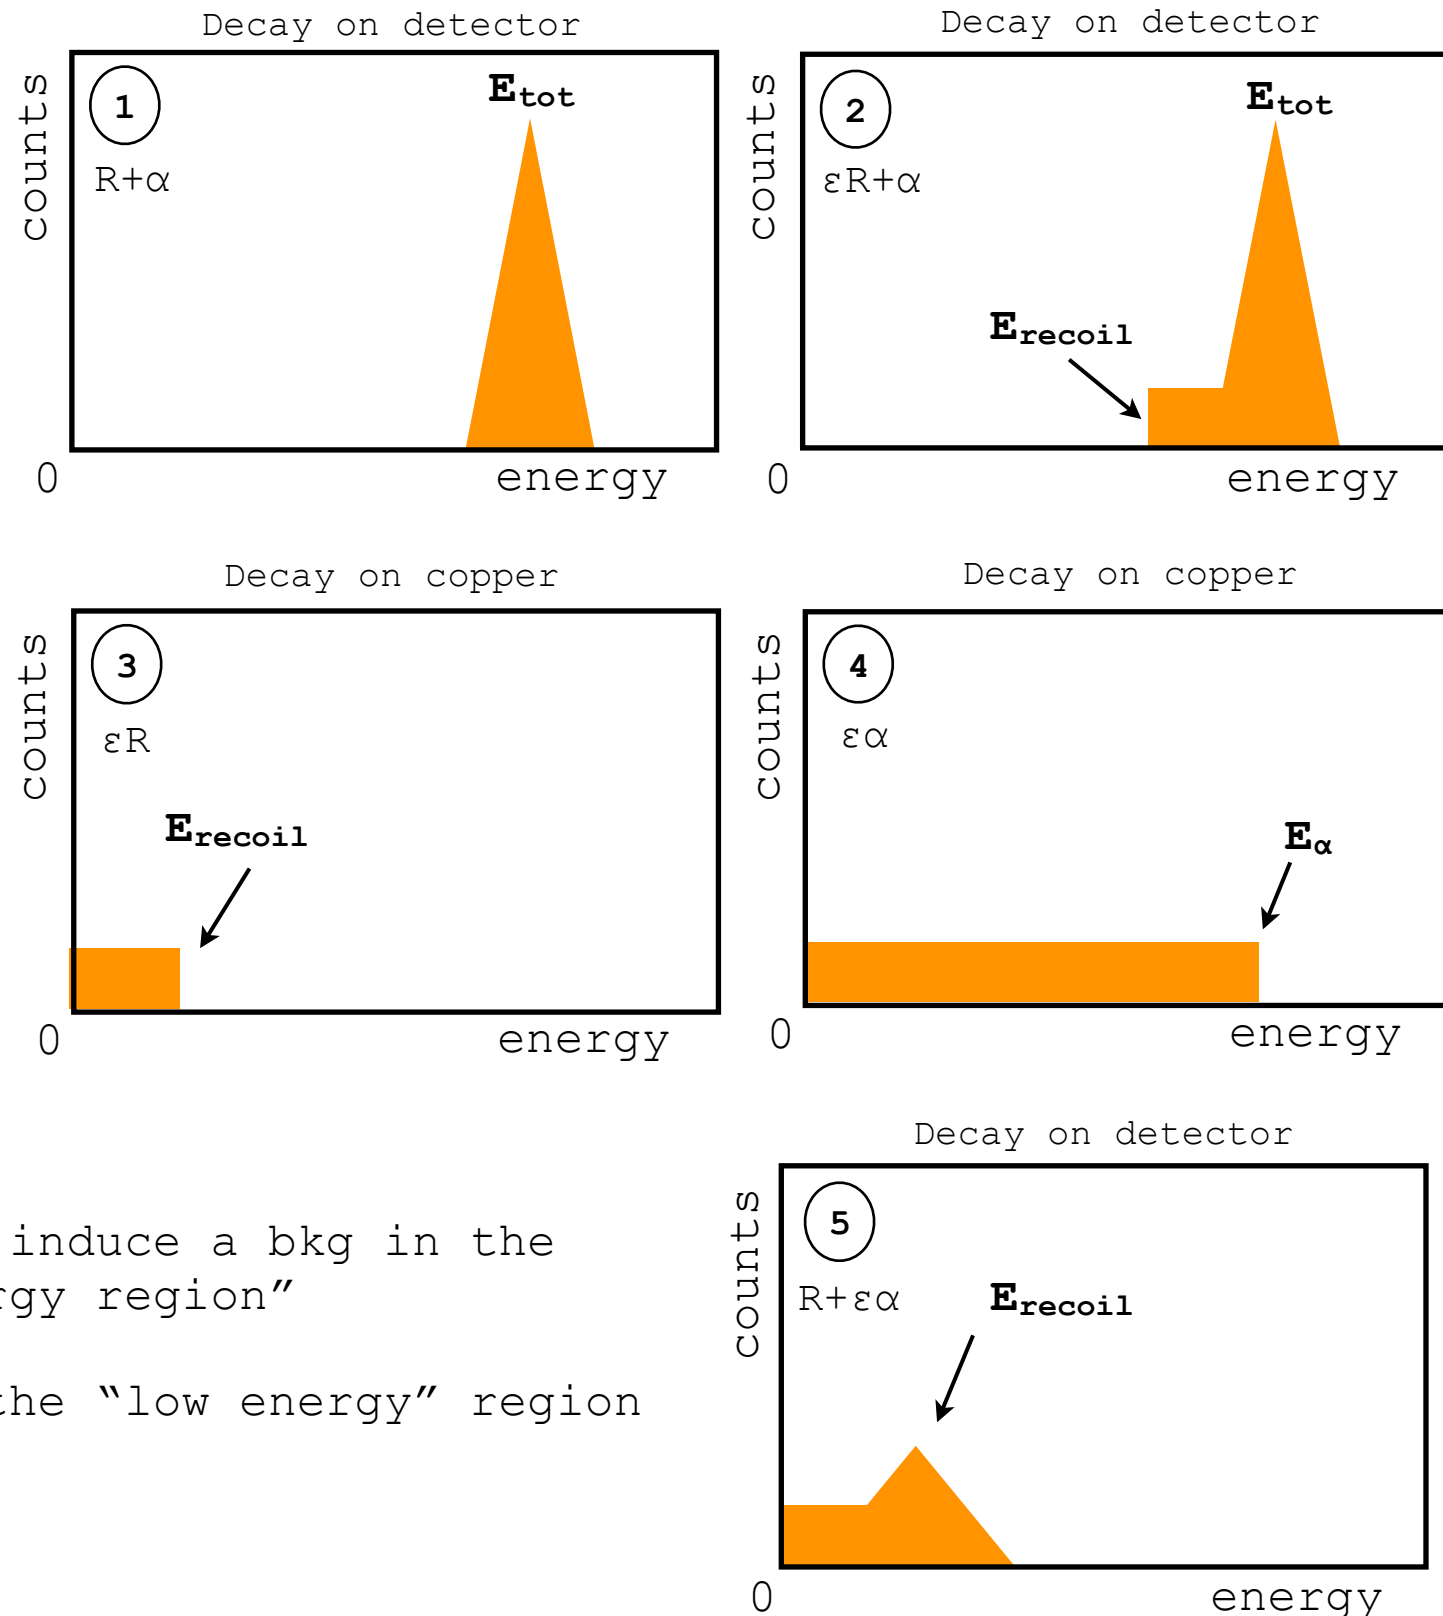 Decay on detector
counts
1
R+α
Etot
0
energy
Decay on detector
counts
2
εR+α
Etot
Erecoil
0
energy
Decay on copper
counts
3
εR
Erecoil
0
energy
Decay on copper
counts
4
εα
Eα
0
energy
induce a bkg in the
rgy region”
the “low energy” region
Decay on detector
counts
5
R+εα
Erecoil
0
energy